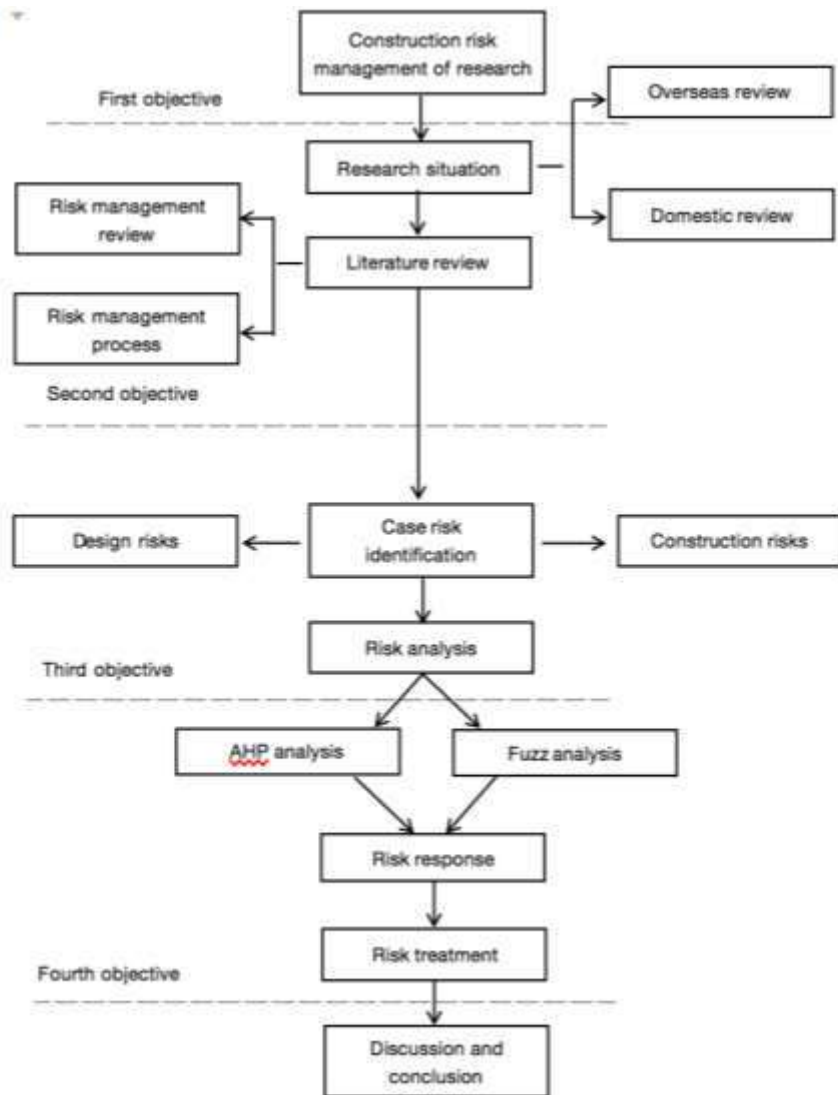 Construction risk
management of research
First objective
Overseas review
Research situation
Risk management
review
Domestic review
Literature review
Risk management
process
Second objective
Design risks
Case risk
identification
Construction risks
Risk analysis
Third objective
AHP analysis
Fuzz analysis
Risk response
Risk treatment
Fourth objective
Discussion and
conclusion